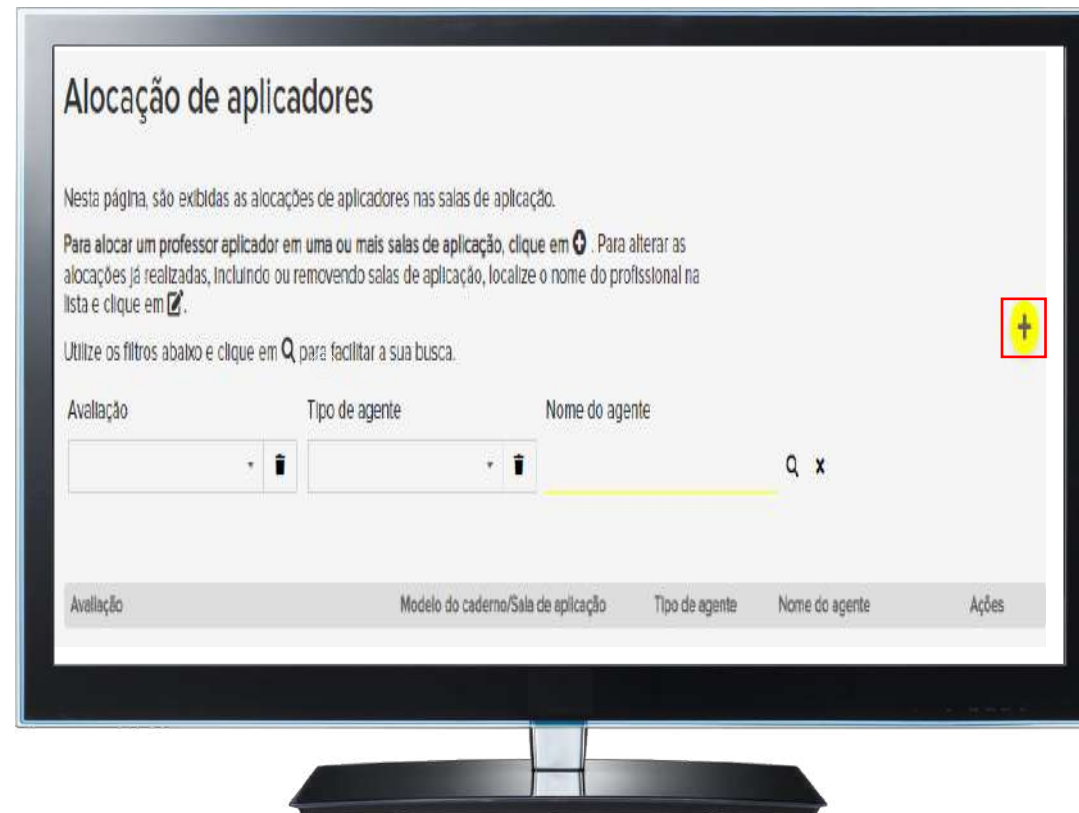 Alocação de aplicadores
Nesta página, são exibidas as alocações de aplicadores nas salas de aplicação.
Para alocar um professor aplicador em uma ou mais salas de aplicação, clique em . Para alterar as
alocações já realizadas, incluindo ou removendo salas de aplicação, localize o nome do profissional na
lista e clique em .
Utilize os filtros abaixo e clique em para facilitar a sua busca.
Avaliação Tipo de agente Nome do agente
Avaliação Modelo do caderno/Sala de aplicação Tipo de agente Nome do agente Ações